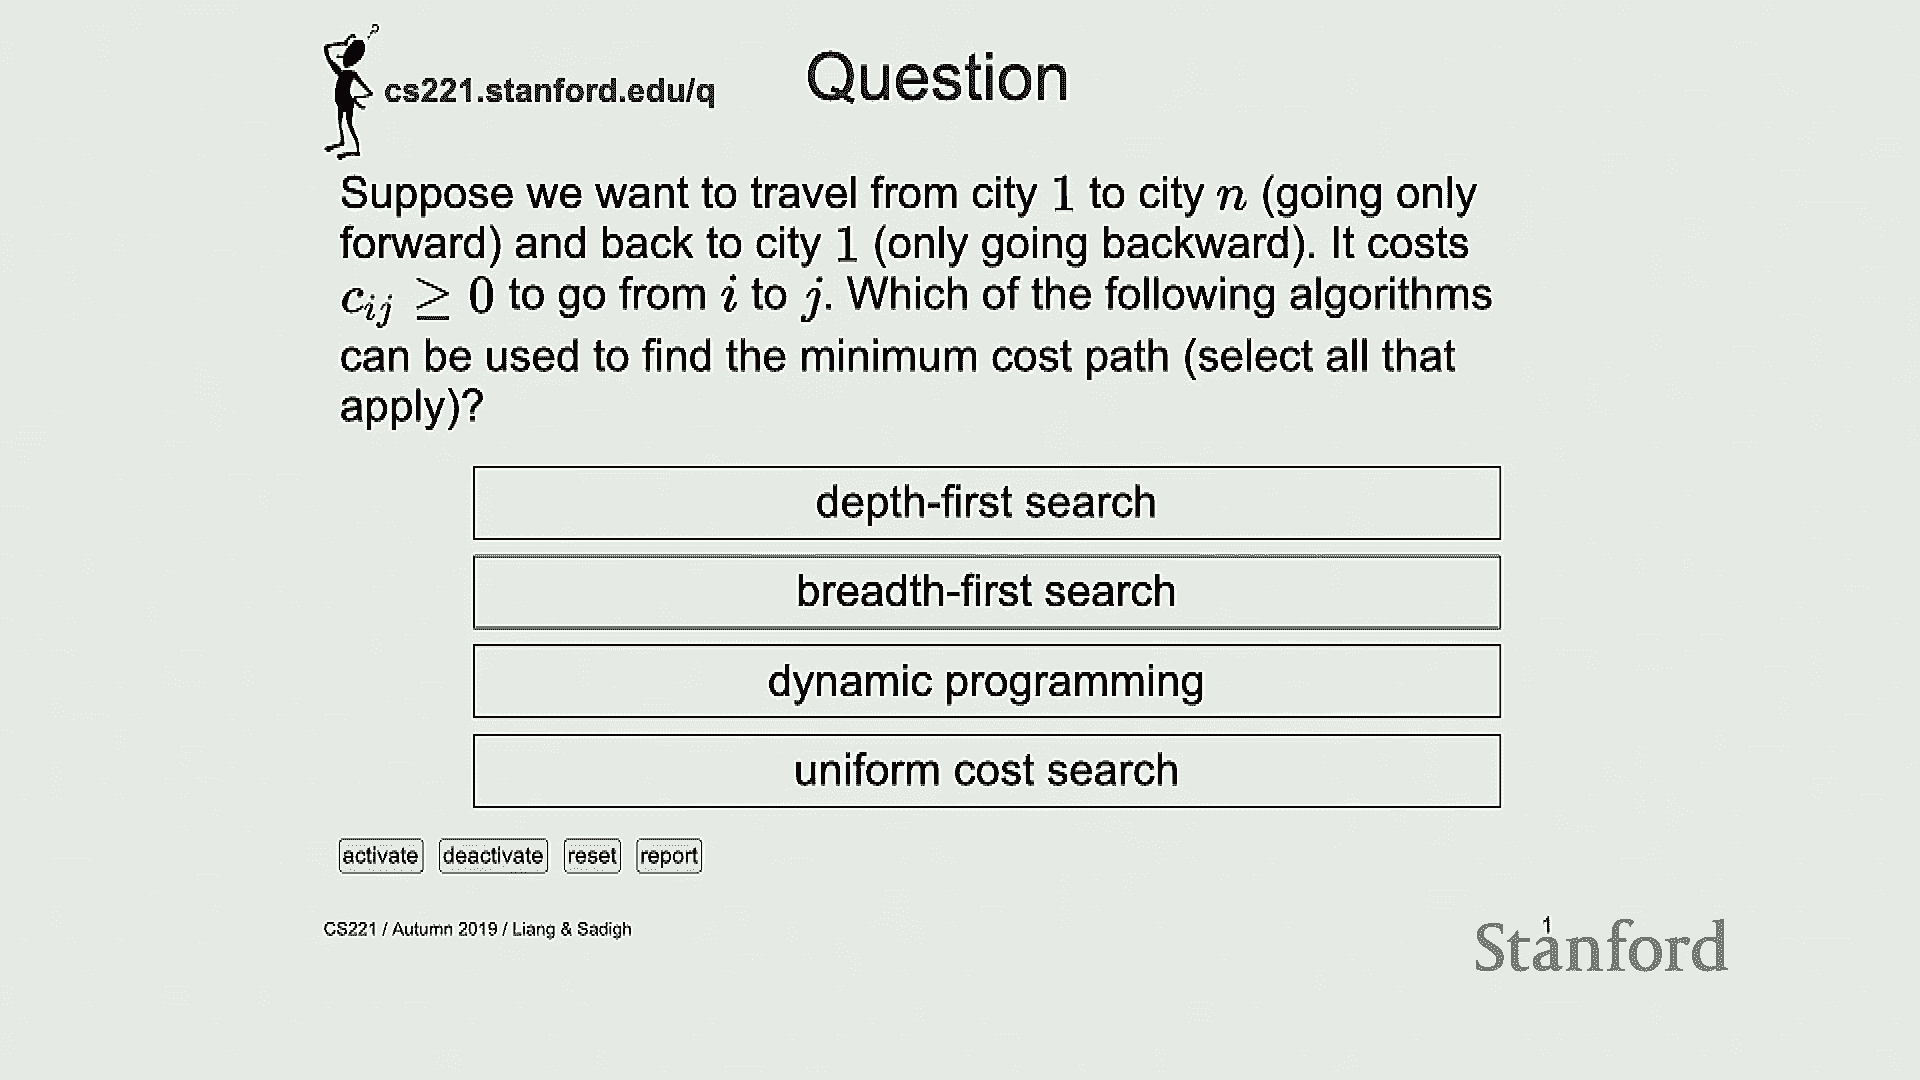 ?
cs221.stanford.edu/q
Question
Suppose we want to travel from city 1 to city n (going only
forward) and back to city 1 (only going backward). It costs
c_{ij} ≥ 0 to go from i to j. Which of the following algorithms
can be used to find the minimum cost path (select all that
apply)?
depth-first search
breadth-first search
dynamic programming
uniform cost search
activate deactivate reset report
CS221 / Autumn 2019 / Liang & Sadigh
1
Stanford